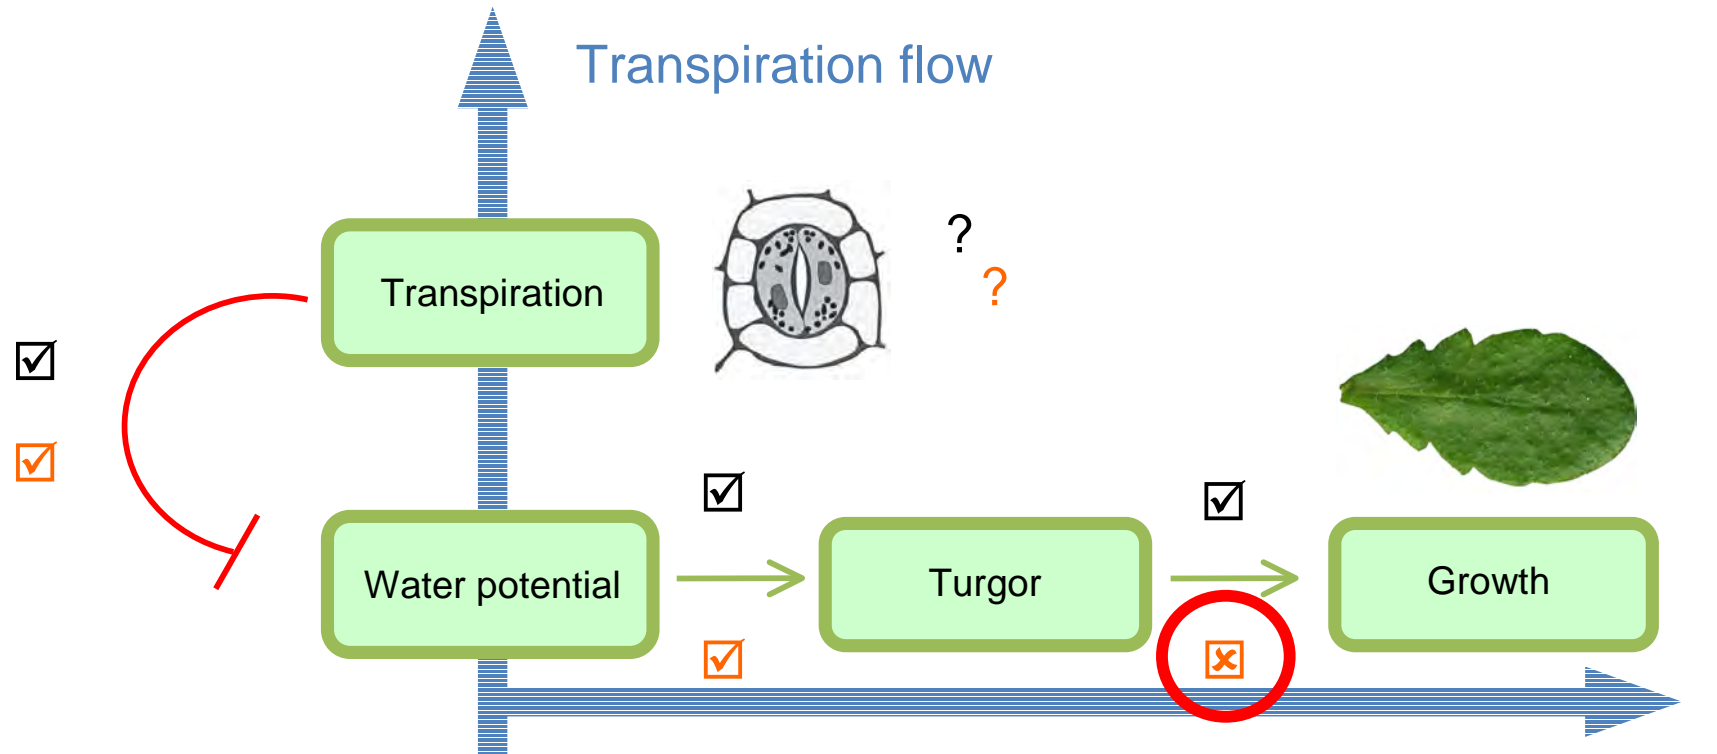 Transpiration flow
?
Transpiration
?
Water potential
Turgor
Growth